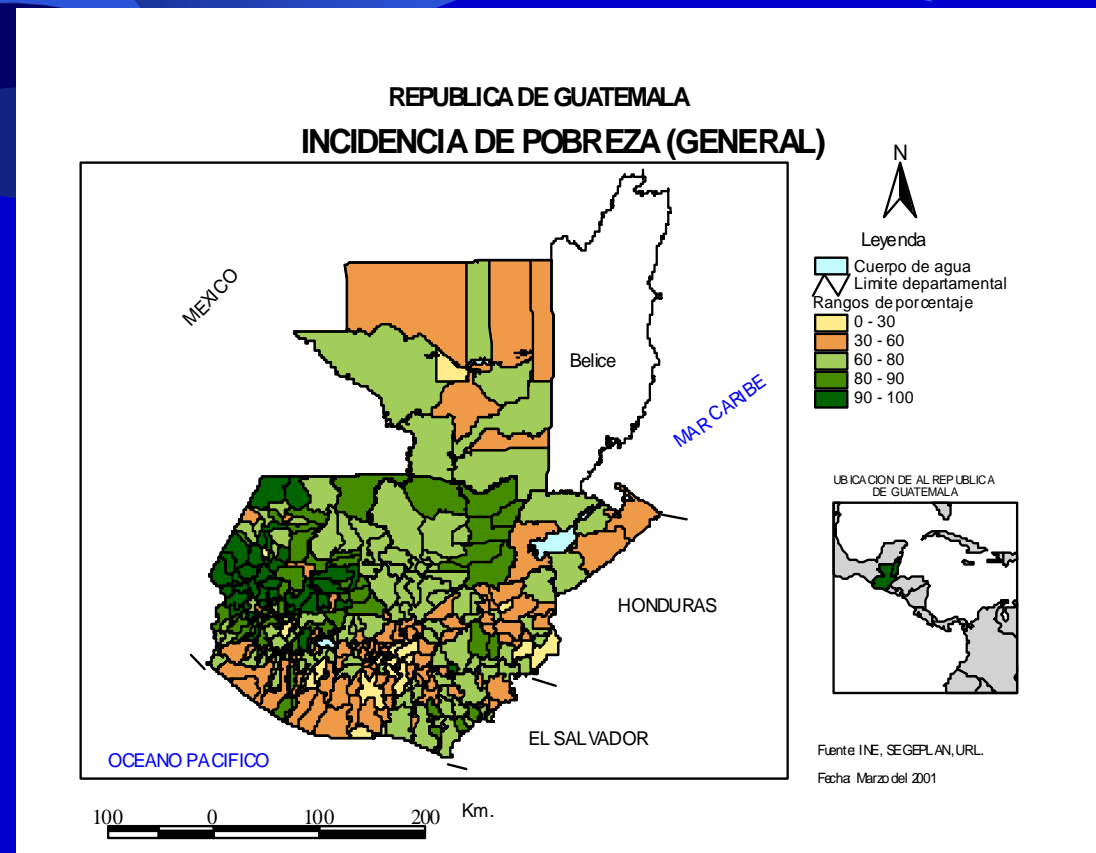 REPUBLICA DE GUATEMALA
INCIDENCIA DE POBREZA (GENERAL)
N
Leyenda
Cuerpo de agua
Limite departamental
Rangos de porcentaje
0 - 30
30 - 60
60 - 80
80 - 90
90 - 100
MEXICO
Belice
MAR CARIBE
HONDURAS
EL SALVADOR
OCEANO PACIFICO
UBICACION DE AL REPUBLICA
DE GUATEMALA
Fuente INE, SEGEPLAN, URL.
Fecha: Marzo del 2001
100 0 100 200 Km.